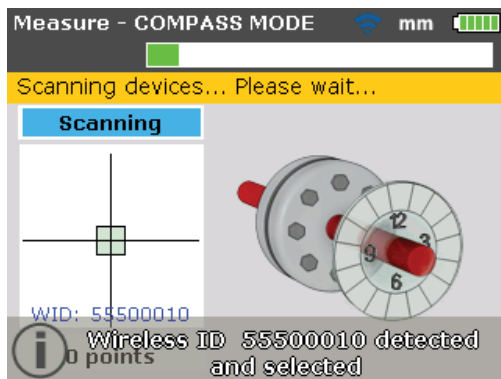 Measure - COMPASS MODE mm
Scanning devices... Please wait...
Scanning
12
3
9
6
WID: 55500010
Wireless ID 55500010 detected
0 points
and selected